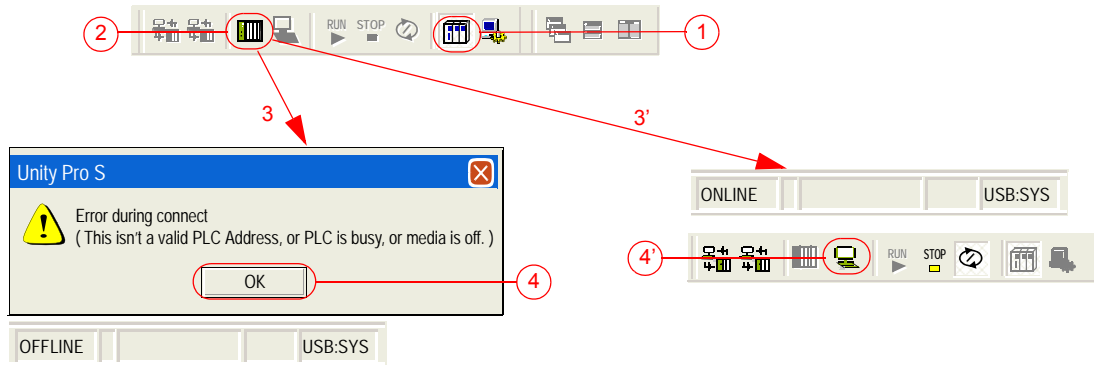 2
RUN STOP
1
3
3'
Unity Pro S
Error during connect
( This isn't a valid PLC Address, or PLC is busy, or media is off. )
OK
4
OFFLINE USB:SYS
ONLINE USB:SYS
4'
RUN STOP